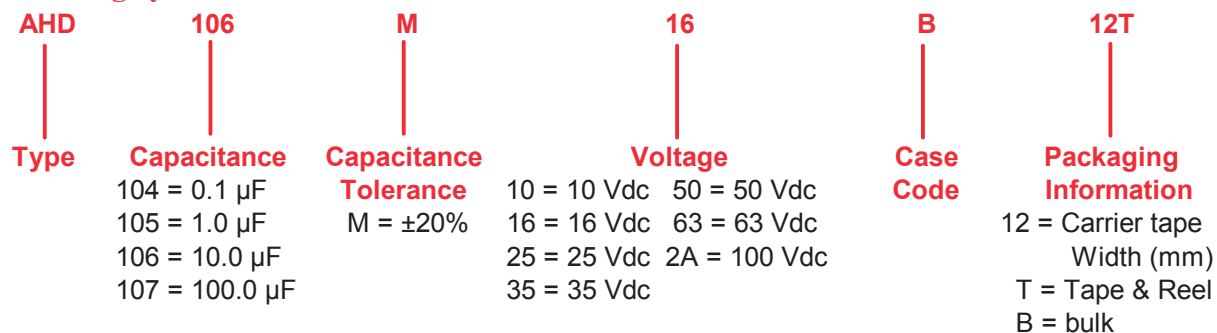 AHD 106 M 16 B 12T
Type Capacitance Capacitance Voltage Case Packaging
104 = 0.1 µF Tolerance 10 = 10 Vdc 50 = 50 Vdc Code Information
105 = 1.0 µF M = ±20% 16 = 16 Vdc 63 = 63 Vdc 12 = Carrier tape
106 = 10.0 µF 25 = 25 Vdc 2A = 100 Vdc Width (mm)
107 = 100.0 µF 35 = 35 Vdc T = Tape & Reel
B = bulk